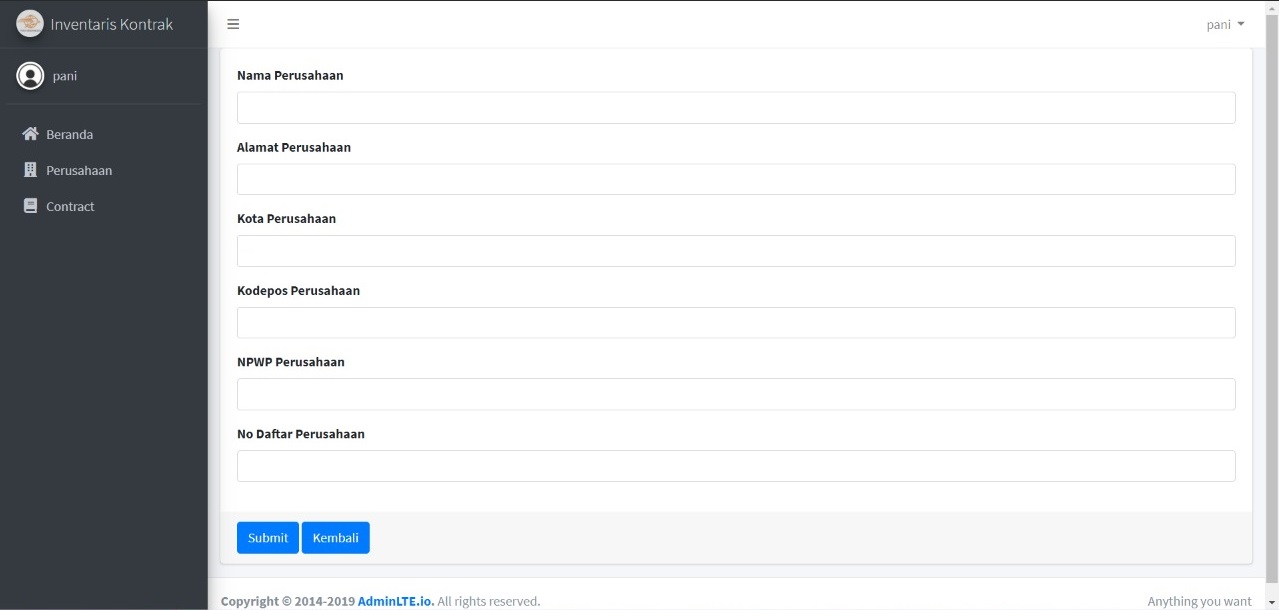 Inventaris Kontrak
pani
pani
Beranda
Perusahaan
Contract
Nama Perusahaan
Alamat Perusahaan
Kota Perusahaan
Kodepos Perusahaan
NPWP Perusahaan
No Daftar Perusahaan
Submit Kembali
Copyright © 2014-2019 AdminLTE.io. All rights reserved. Anything you want